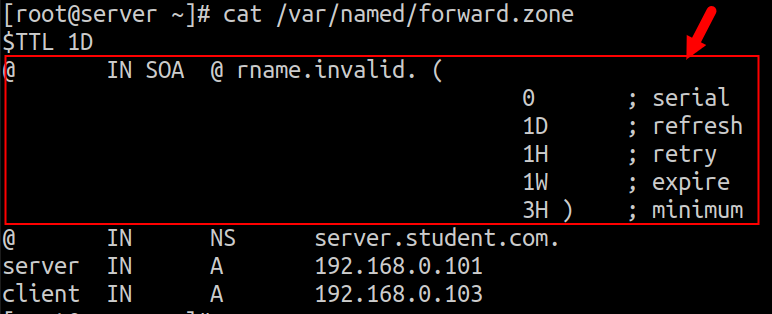 [root@server ~]# cat /var/named/forward.zone
$TTL 1D
@ IN SOA @ rname.invalid. (
0 ; serial
1D ; refresh
1H ; retry
1W ; expire
3H ) ; minimum
@ IN NS server.student.com.
server IN A 192.168.0.101
client IN A 192.168.0.103